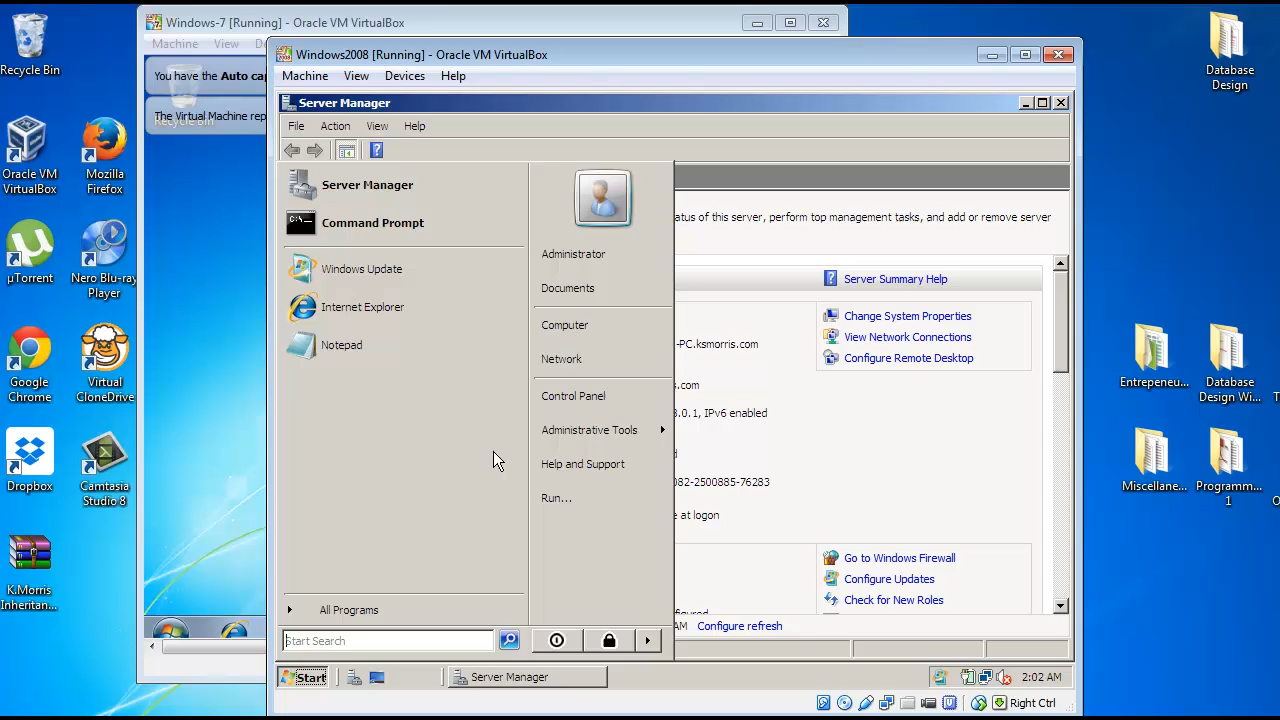 Windows-7 [Running] - Oracle VM VirtualBox
Machine View De
You have the Auto cap
The Virtual Machine rep
Recycle Bin
Windows2008 [Running] - Oracle VM VirtualBox
Machine View Devices Help
Server Manager
File Action View Help
Server Manager
Command Prompt
Windows Update
Internet Explorer
Notepad
All Programs
Start Search
Administrator
Documents
Computer
Network
Control Panel
Administrative Tools
Help and Support
Run...
atus of this server, perform top management tasks, and add or remove server
Server Summary Help
Change System Properties
View Network Connections
Configure Remote Desktop
-PC.ksmorris.com
s.com
.0.1, IPv6 enabled
082-2500885-76283
e at logon
Go to Windows Firewall
Configure Updates
Check for New Roles
AM Configure refresh
Start
Server Manager
2:02 AM
Right Ctrl
Recycle Bin
Oracle VM
VirtualBox
Mozilla
Firefox
µTorrent
Nero Blu-ray
Player
Google
Chrome
Virtual
CloneDrive
Dropbox
Camtasia
Studio 8
K.Morris
Inheritan...
Database
Design
Entrepeneu...
Database
Design Wi...
Miscellane...
Programm...
1